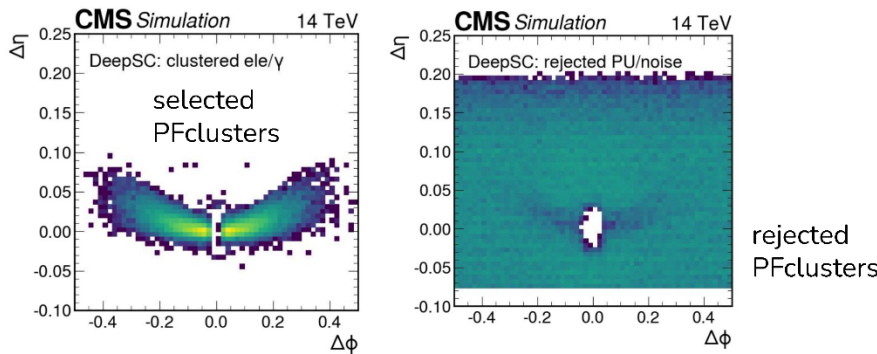 CMS Simulation 14 TeV
Δη
0.25
DeepSC: clustered ele/γ
0.20
selected
PFclusters
0.15
0.10
0.05
0.00
-0.05
-0.10
-0.4 -0.2 0.0 0.2 0.4
Δϕ
CMS Simulation 14 TeV
Δη
0.25
DeepSC: rejected PU/noise
0.20
0.15
0.10
0.05
0.00
-0.05
-0.10
-0.4 -0.2 0.0 0.2 0.4
Δϕ
rejected
PFclusters